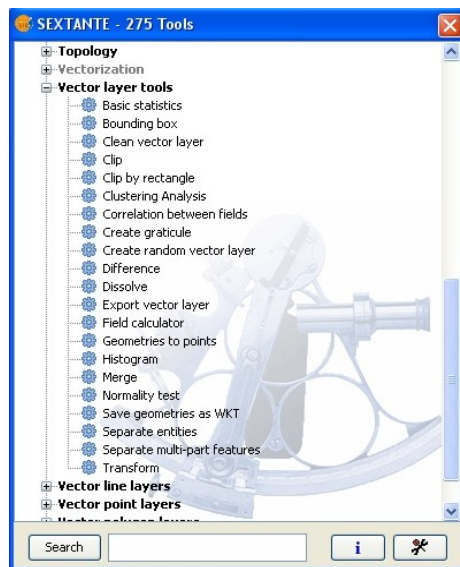 SEXTANTE - 275 Tools
Topology
Vectorization
Vector layer tools
Basic statistics
Bounding box
Clean vector layer
Clip
Clip by rectangle
Clustering Analysis
Correlation between fields
Create graticule
Create random vector layer
Difference
Dissolve
Export vector layer
Field calculator
Geometries to points
Histogram
Merge
Normality test
Save geometries as WKT
Separate entities
Separate multi-part features
Transform
Vector line layers
Vector point layers
Vector polygon layers
Search
i